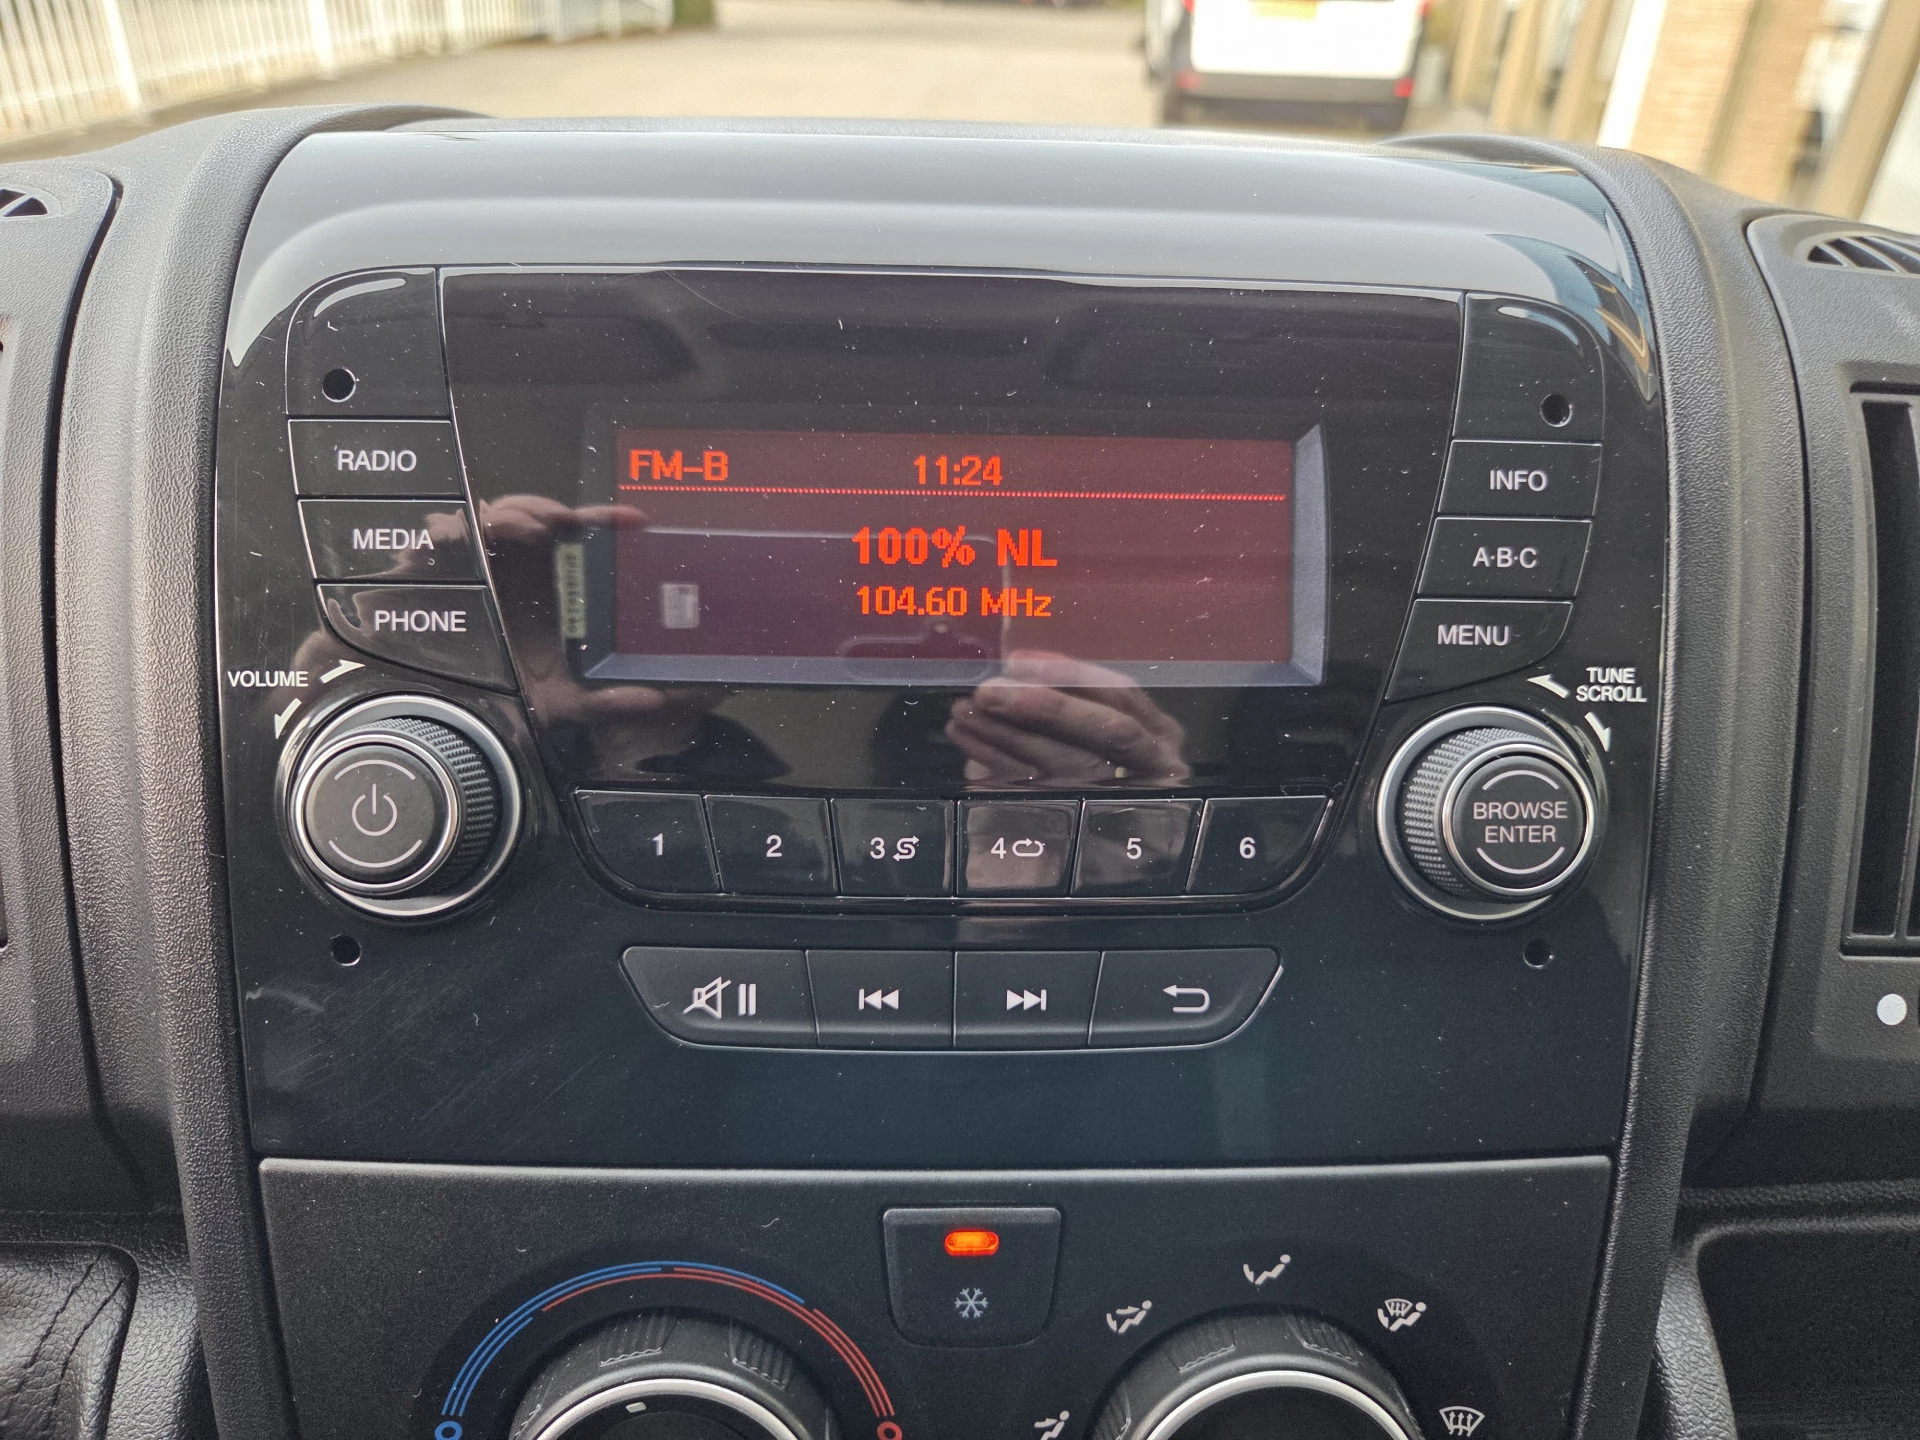 FM-B 11:24
100% NL
104.60 MHz
RADIO
MEDIA
PHONE
VOLUME
INFO
A·B·C
MENU
TUNE
SCROLL
BROWSE
ENTER
1 2 3 4 5 6